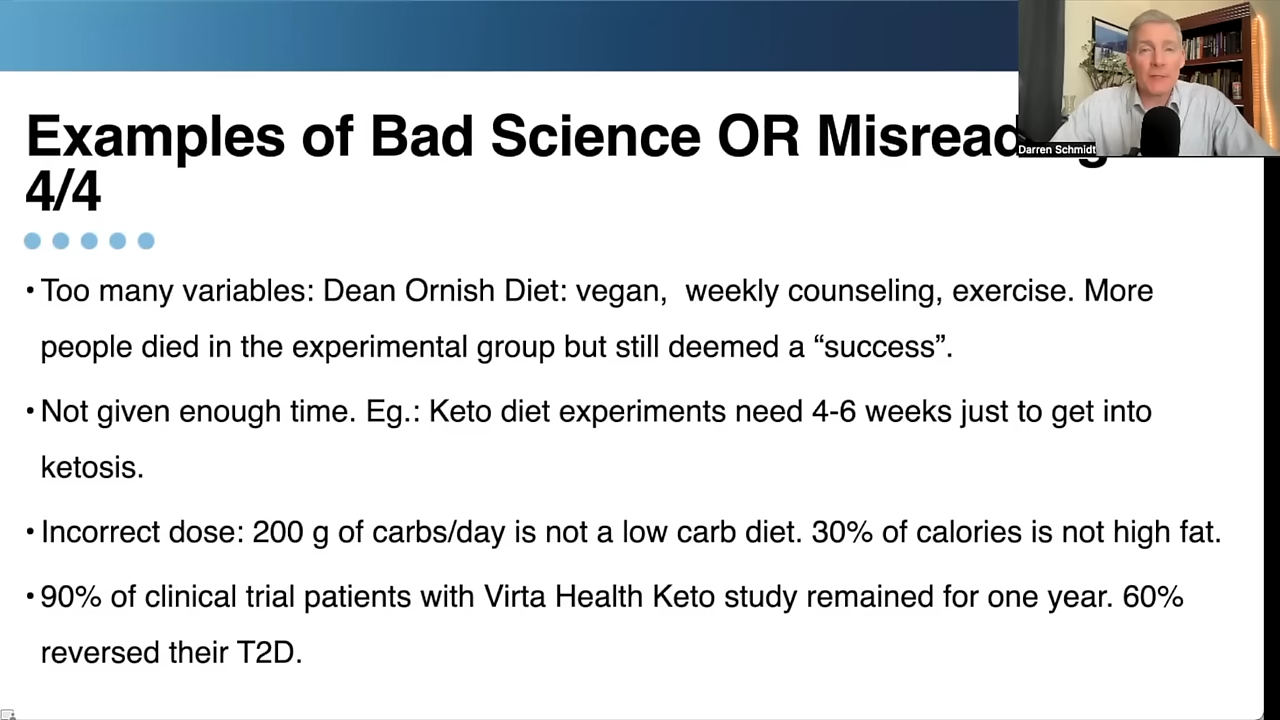 Examples of Bad Science OR Misread
4/4
Darren Schmidt
• Too many variables: Dean Ornish Diet: vegan,  weekly counseling, exercise. More
people died in the experimental group but still deemed a “success”.
• Not given enough time. Eg.: Keto diet experiments need 4-6 weeks just to get into
ketosis.
• Incorrect dose: 200 g of carbs/day is not a low carb diet. 30% of calories is not high fat.
• 90% of clinical trial patients with Virta Health Keto study remained for one year. 60%
reversed their T2D.